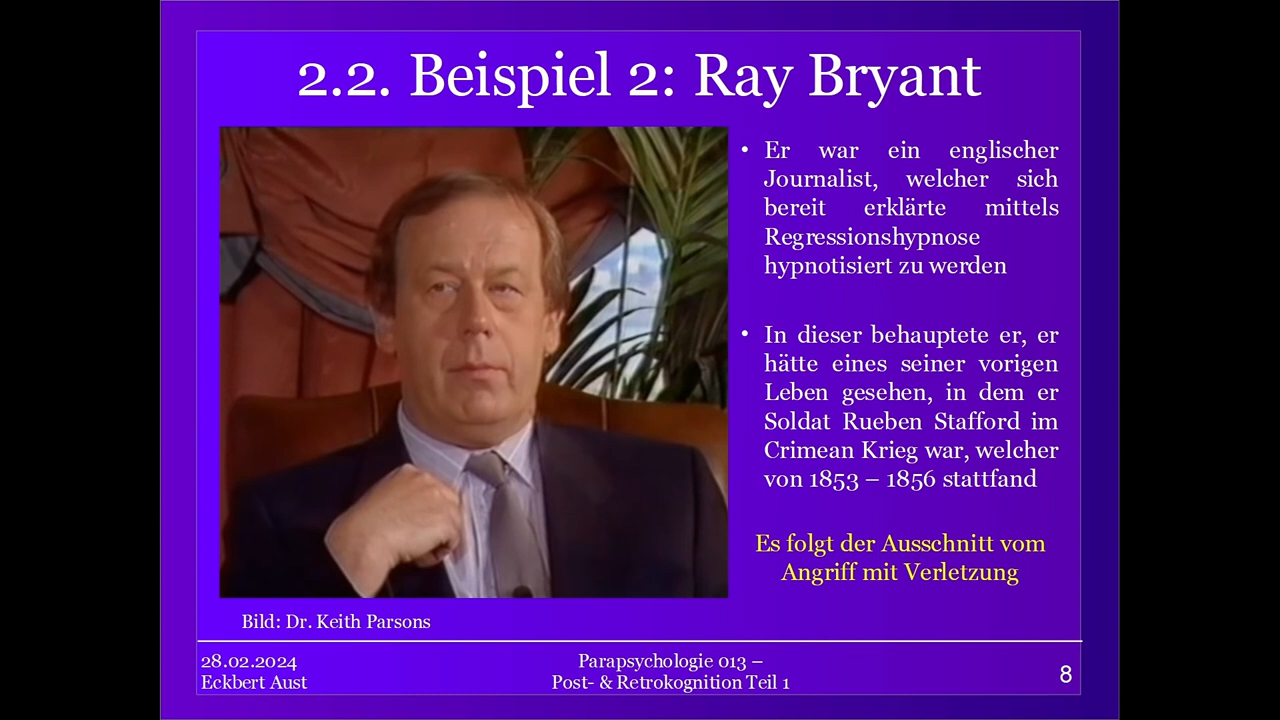 2.2. Beispiel 2: Ray Bryant
• Er war ein englischer
Journalist, welcher sich
bereit erklärte mittels
Regressionshypnose
hypnotisiert zu werden
• In dieser behauptete er, er
hätte eines seiner vorigen
Leben gesehen, in dem er
Soldat Rueben Stafford im
Crimean Krieg war, welcher
von 1853 – 1856 stattfand
Es folgt der Ausschnitt vom
Angriff mit Verletzung
Bild: Dr. Keith Parsons
28.02.2024
Eckbert Aust
Parapsychologie 013 –
Post- & Retrokognition Teil 1
8